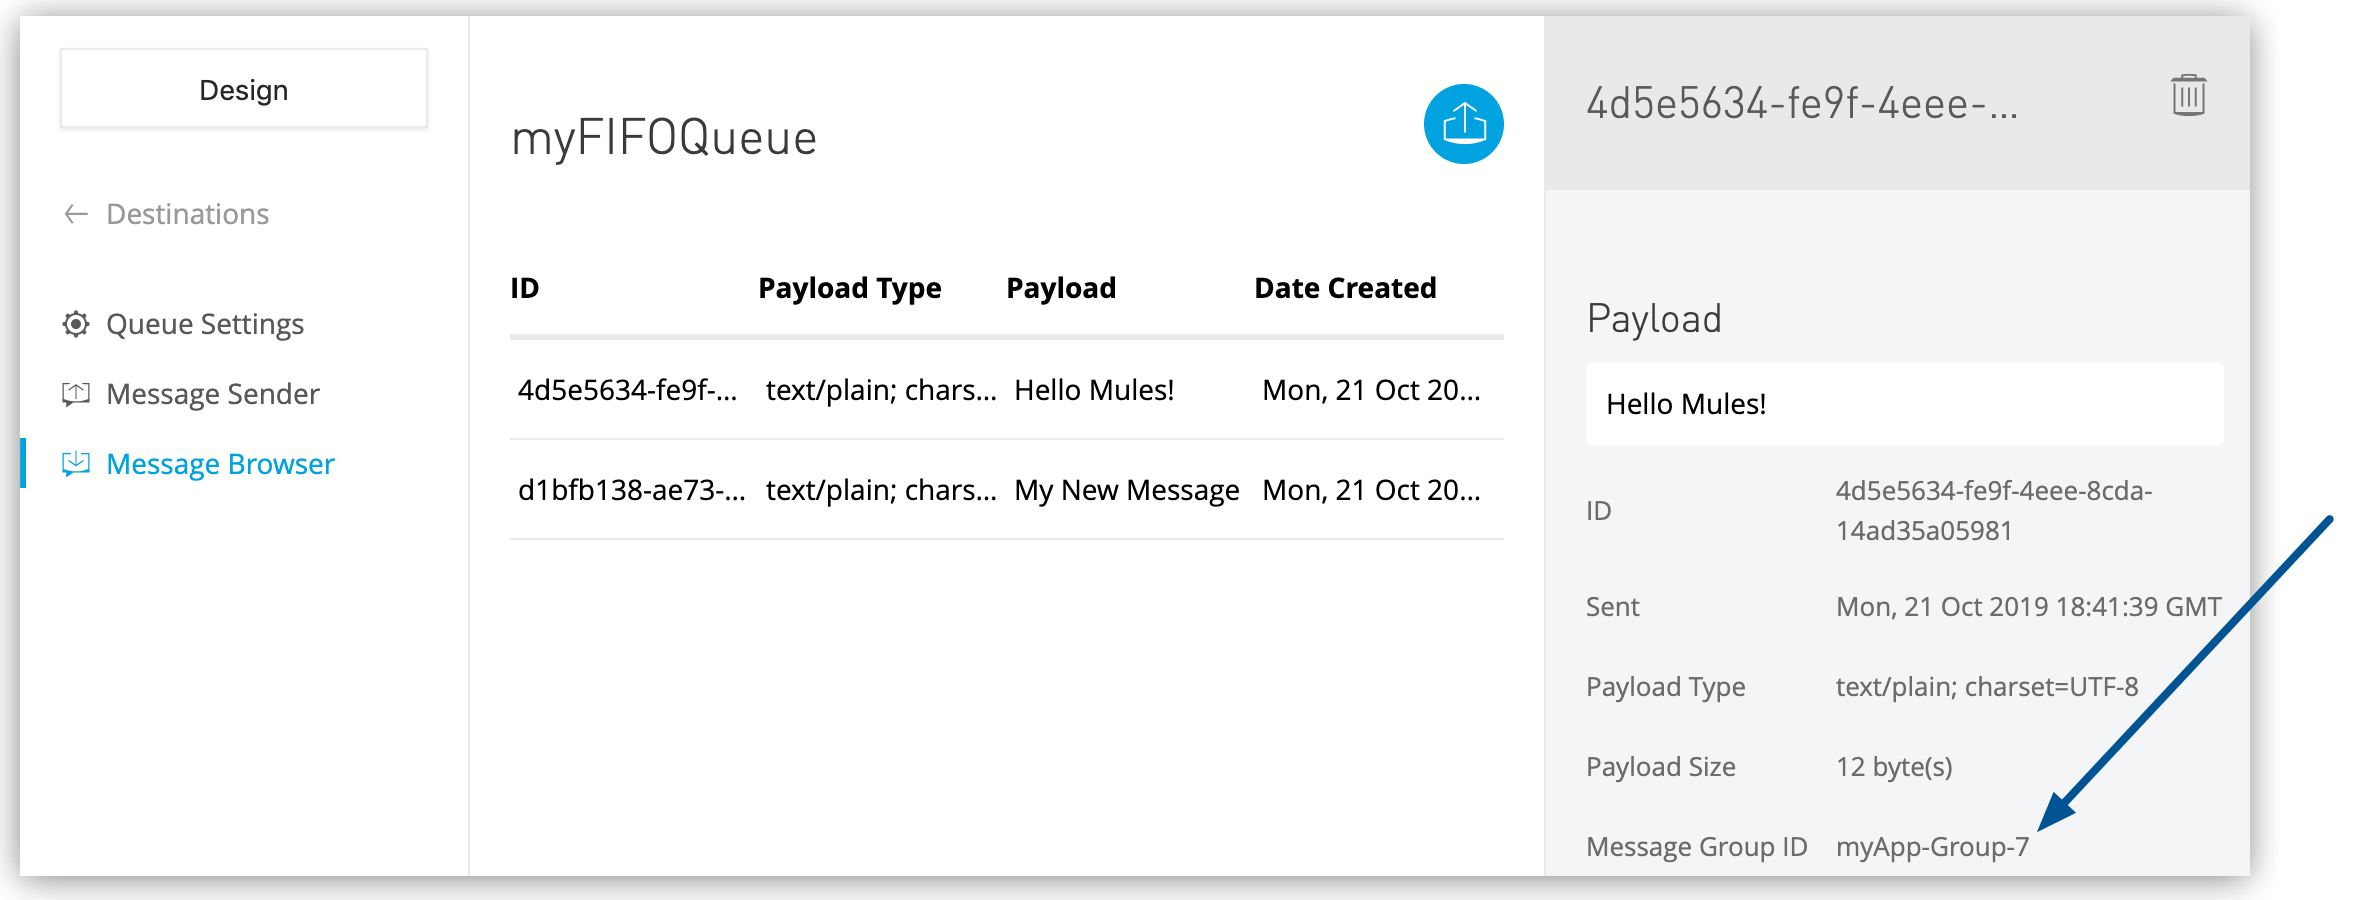 Design
Destinations
Queue Settings
Message Sender
Message Browser
myFIFOQueue
ID Payload Type Payload Date Created
4d5e5634-fe9f-... text/plain; chars... Hello Mules! Mon, 21 Oct 20...
d1bfb138-ae73-... text/plain; chars... My New Message Mon, 21 Oct 20...
4d5e5634-fe9f-4eee-...
Payload
Hello Mules!
ID 4d5e5634-fe9f-4eee-8cda-
14ad35a05981
Sent Mon, 21 Oct 2019 18:41:39 GMT
Payload Type text/plain; charset=UTF-8
Payload Size 12 byte(s)
Message Group ID myApp-Group-7